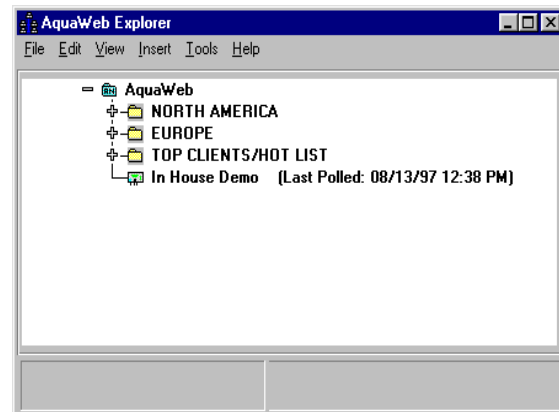 AquaWeb Explorer
File Edit View Insert Tools Help
AquaWeb
NORTH AMERICA
EUROPE
TOP CLIENTS/HOT LIST
In House Demo (Last Polled: 08/13/97 12:38 PM)